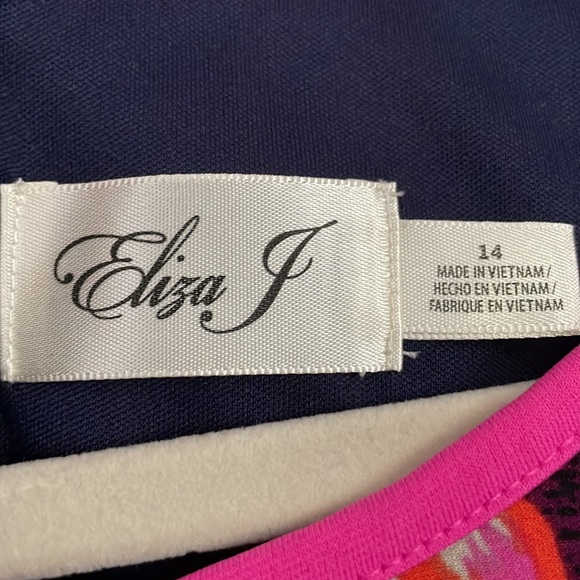 Eliza J
14
MADE IN VIETNAM/
HECHO EN VIETNAM/
FABRIQUE EN VIETNAM